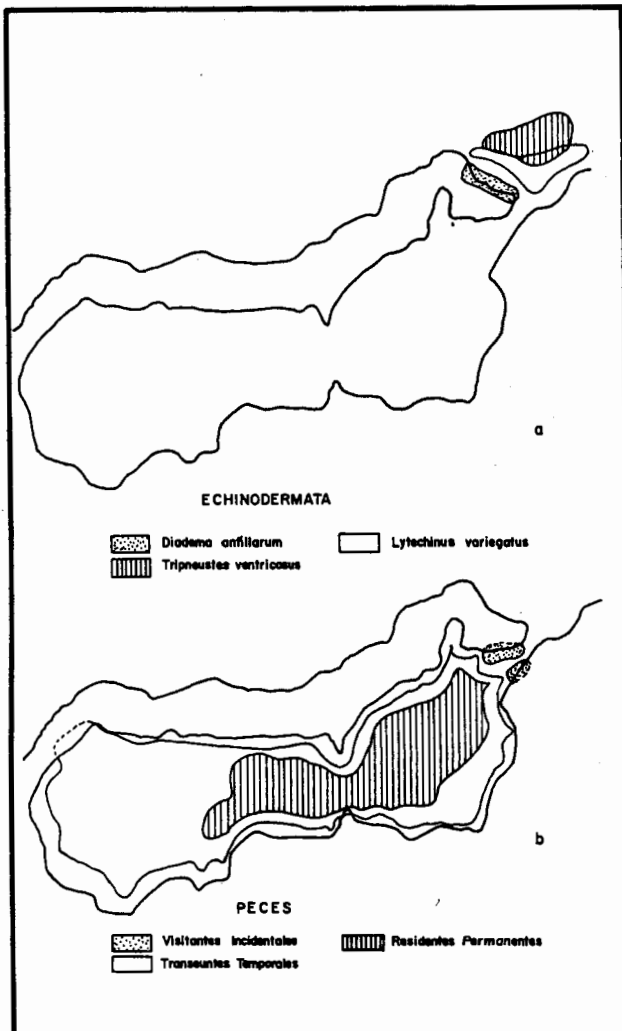 a
ECHINODERMATA
Diadema antillarum
Lytechinus variegatus
Tripneustes ventricosus
b
PECES
Visitantes Incidentales
Residentes Permanentes
Transeuntes Temporales